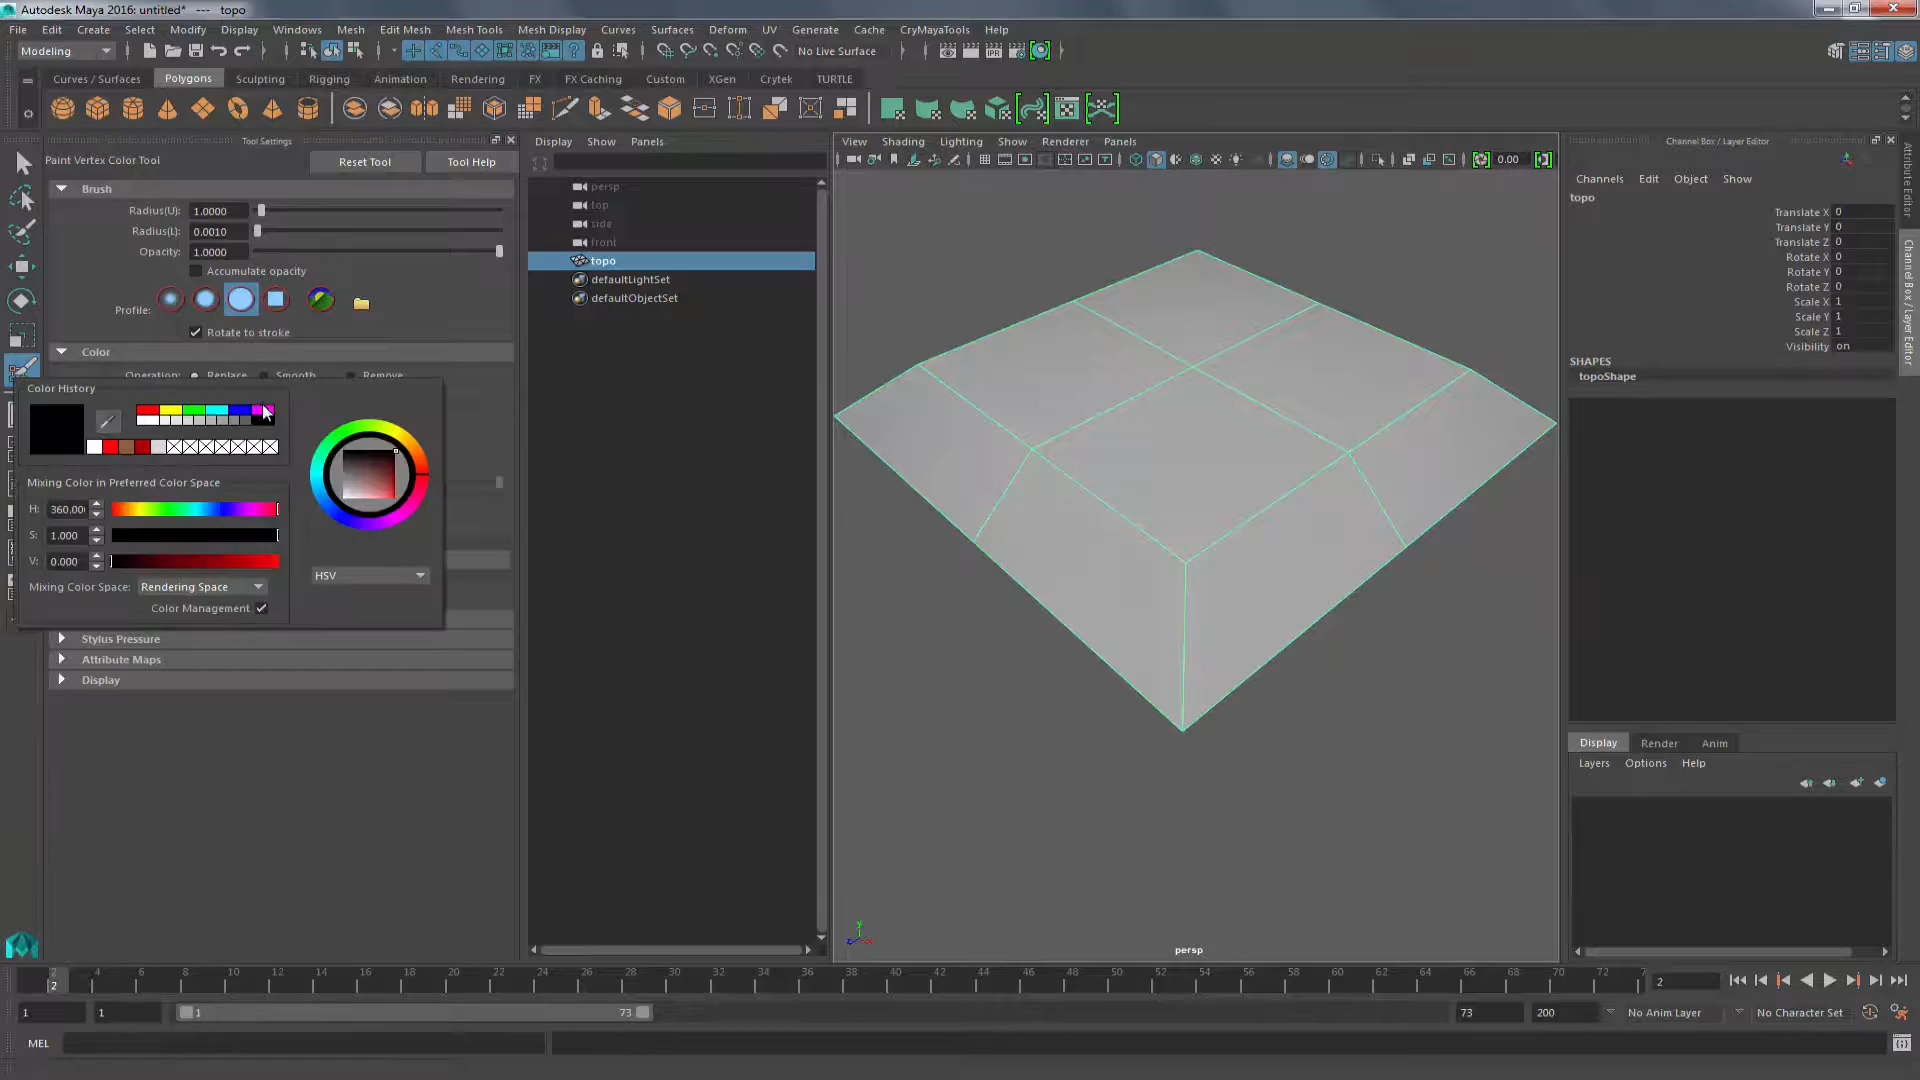 Autodesk Maya 2016: untitled* --- topo
File Edit Create Select Modify Display Windows Mesh Edit Mesh Mesh Tools Mesh Display Curves Surfaces Deform UV Generate Cache CryMayaTools Help
Modeling No Live Surface
Curves / Surfaces Polygons Sculpting Rigging Animation Rendering FX FX Caching Custom XGen Crytek TURTLE
Tool Settings
Paint Vertex Color Tool Reset Tool Tool Help
Brush
Radius(U): 1.0000
Radius(L): 0.0010
Opacity: 1.0000
Accumulate opacity
Profile:
Rotate to stroke
Color
Operation: Replace Smooth Remove
Color History
Mixing Color in Preferred Color Space
H: 360.00
S: 1.000
V: 0.000
HSV
Mixing Color Space: Rendering Space
Color Management
Stylus Pressure
Attribute Maps
Display
Display Show Panels
persp
top
side
front
topo
defaultLightSet
defaultObjectSet
View Shading Lighting Show Renderer Panels
0.00
persp
Channel Box / Layer Editor
Channels Edit Object Show
topo
Translate X 0
Translate Y 0
Translate Z 0
Rotate X 0
Rotate Y 0
Rotate Z 0
Scale X 1
Scale Y 1
Scale Z 1
Visibility on
SHAPES
topoShape
Attribute Editor
Channel Box / Layer Editor
Display Render Anim
Layers Options Help
2 4 6 8 10 12 14 16 18 20 22 24 26 28 30 32 34 36 38 40 42 44 46 48 50 52 54 56 58 60 62 64 66 68 70 72
2
2
1 1 1 73 73 200 No Anim Layer No Character Set
MEL